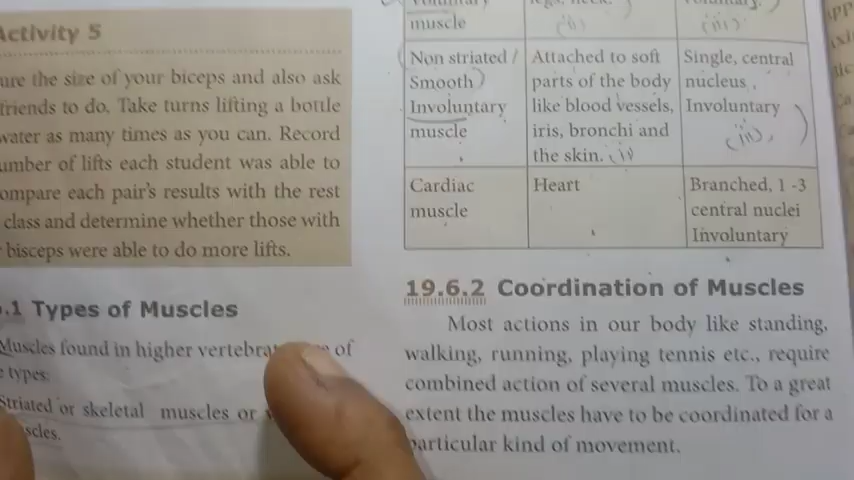 Activity 5
ure the size of your biceps and also ask
friends to do. Take turns lifting a bottle
water as many times as you can. Record
umber of lifts each student was able to
ompare each pair's results with the rest
class and determine whether those with
bisceps were able to do more lifts.
.1 Types of Muscles
Muscles found in higher vertebra of
e types:
Striated or skeletal muscles or
scles.
muscle
(ii)
(iii)
Non striated / Attached to soft Single, central
Smooth parts of the body nucleus,
Involuntary like blood vessels, Involuntary
muscle iris, bronchi and
the skin.
Cardiac Heart Branched, 1 -3
muscle central nuclei
Involuntary
19.6.2 Coordination of Muscles
Most actions in our body like standing,
walking, running, playing tennis etc., require
combined action of several muscles. To a great
extent the muscles have to be coordinated for a
particular kind of movement.